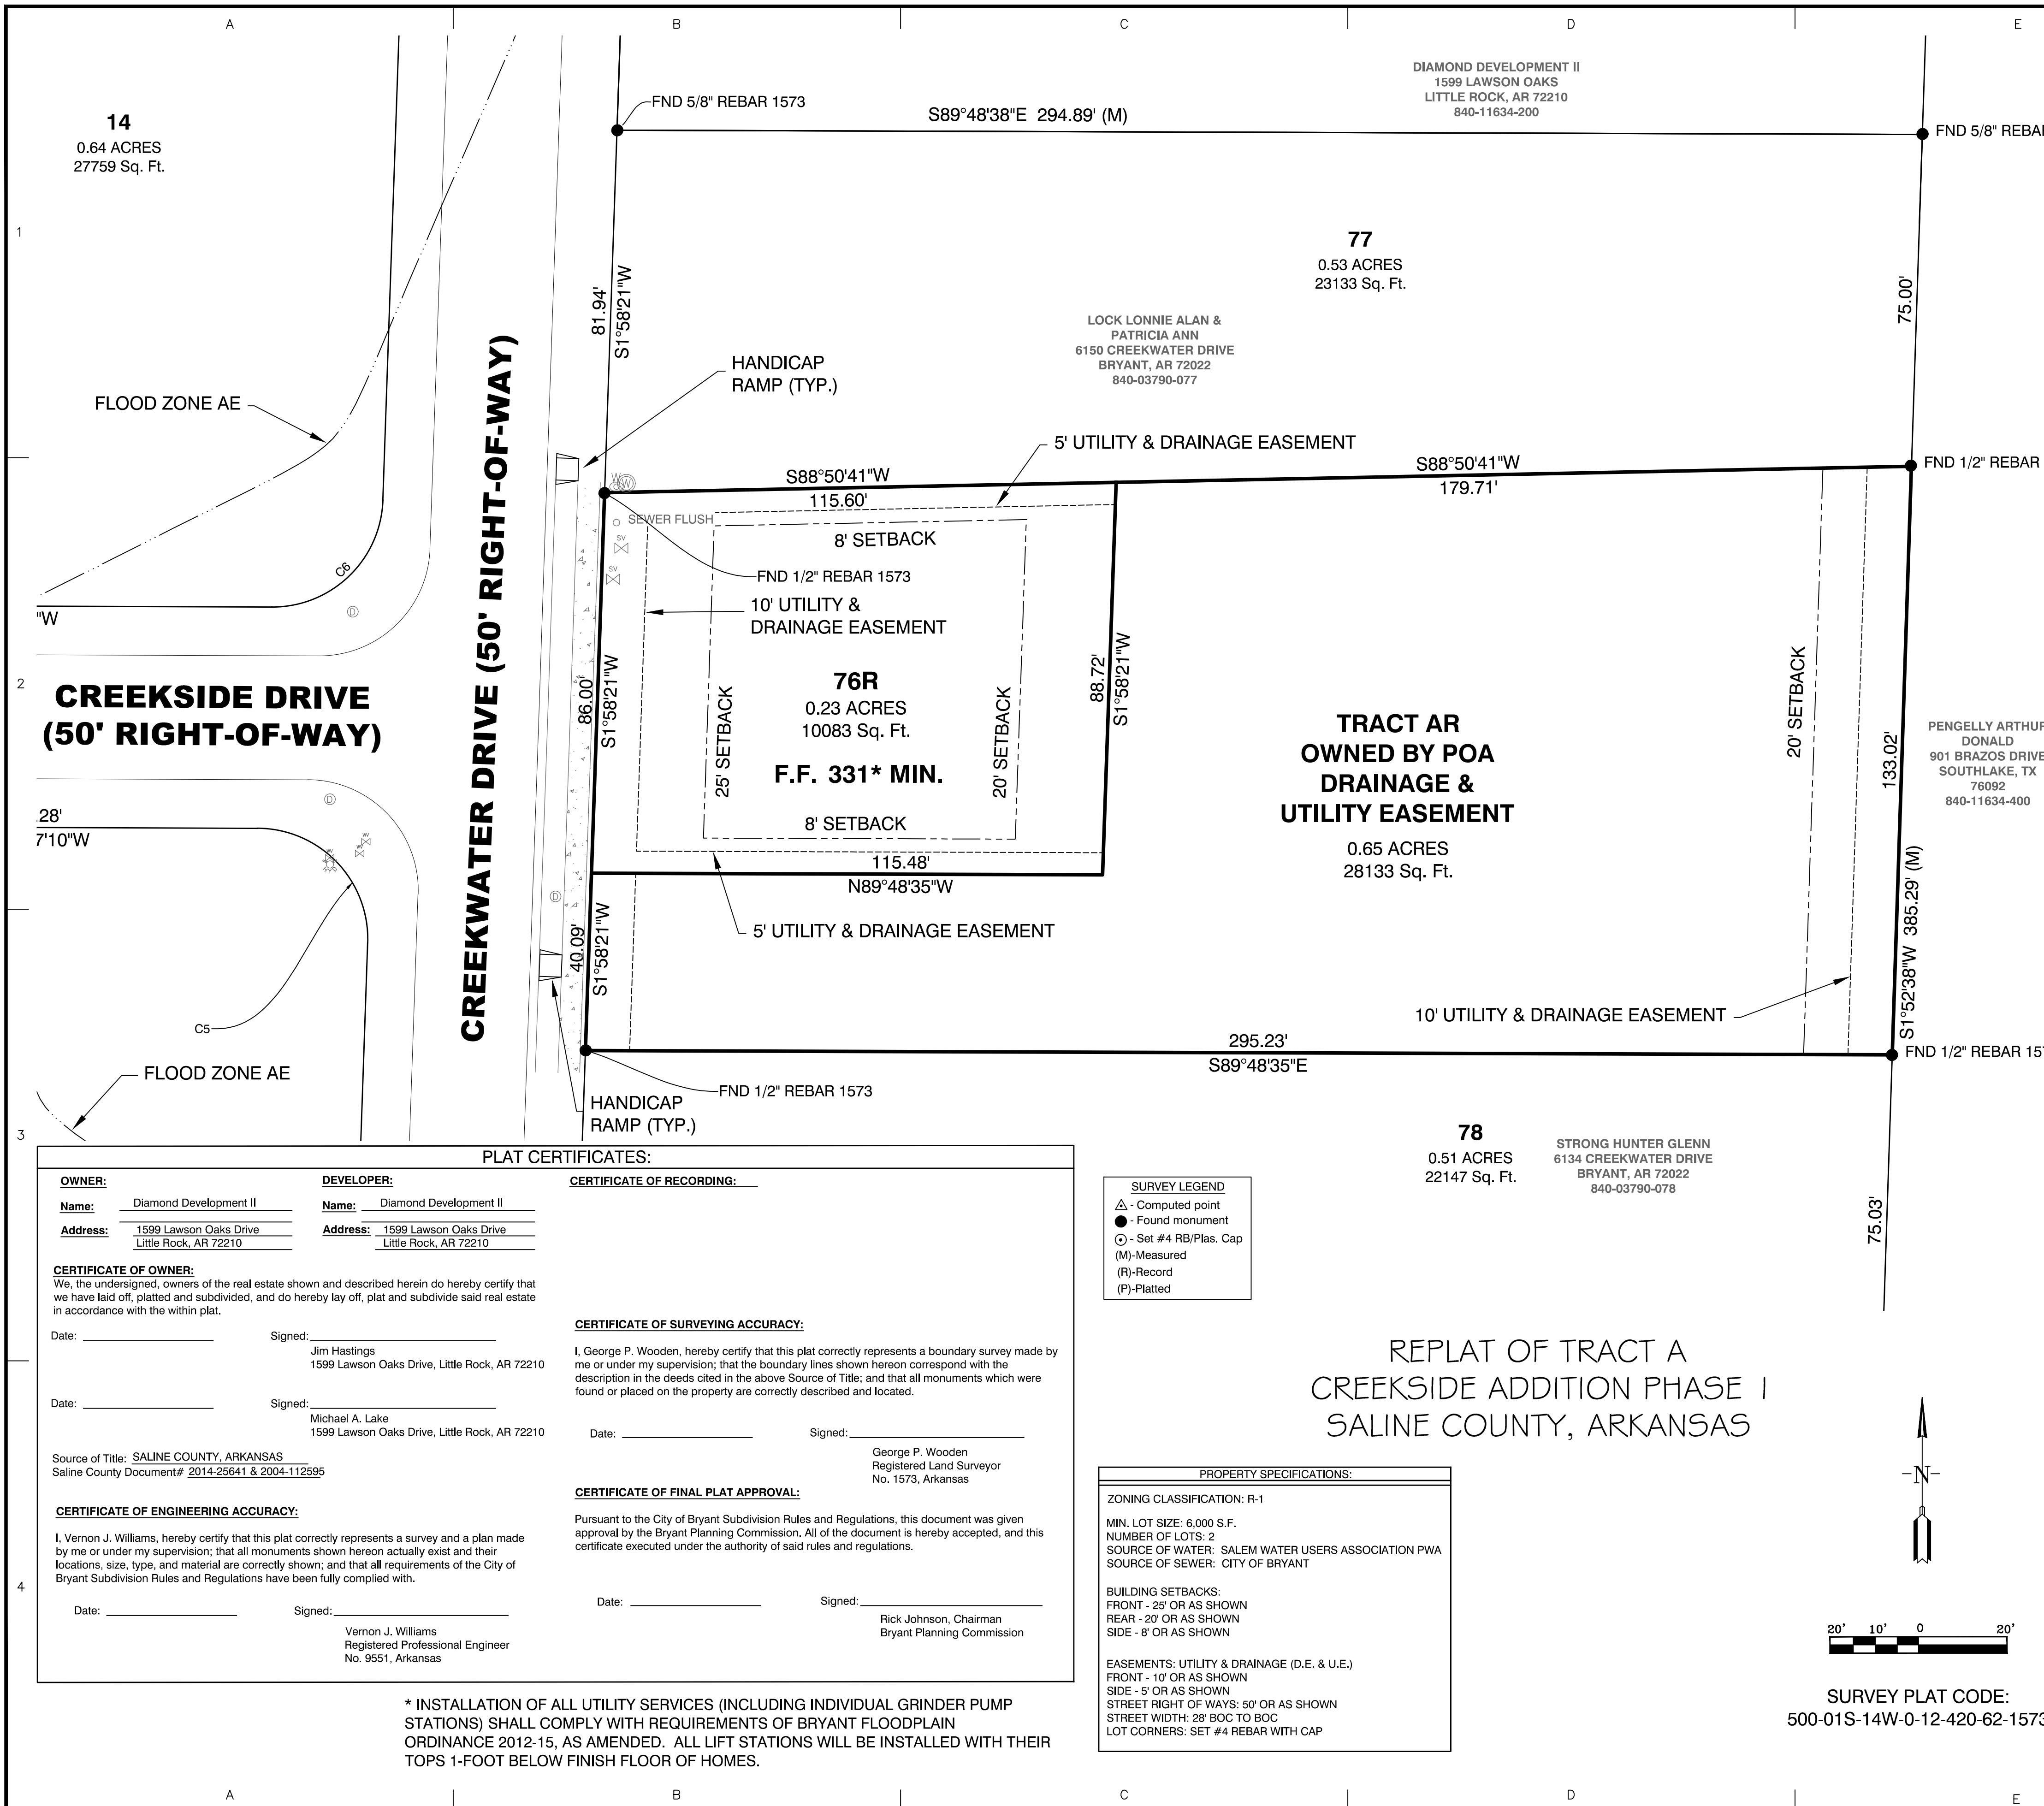 A
B
C
D
E
1
2
3
4
14
0.64 ACRES
27759 Sq. Ft.
FND 5/8" REBAR 1573
S89°48'38"E 294.89' (M)
DIAMOND DEVELOPMENT II
1599 LAWSON OAKS
LITTLE ROCK, AR 72210
840-11634-200
FND 5/8" REBAR
81.94'
S1°58'21"W
77
0.53 ACRES
23133 Sq. Ft.
75.00'
LOCK LONNIE ALAN &
PATRICIA ANN
6150 CREEKWATER DRIVE
BRYANT, AR 72022
840-03790-077
HANDICAP
RAMP (TYP.)
FLOOD ZONE AE
5' UTILITY & DRAINAGE EASEMENT
S88°50'41"W
115.60'
S88°50'41"W
179.71'
FND 1/2" REBAR
W
W
SEWER FLUSH
SV
SV
8' SETBACK
FND 1/2" REBAR 1573
10' UTILITY &
DRAINAGE EASEMENT
C6
D
"W
CREEKSIDE DRIVE
(50' RIGHT-OF-WAY)
CREEKWATER DRIVE (50' RIGHT-OF-WAY)
86.00'
S1°58'21"W
25' SETBACK
76R
0.23 ACRES
10083 Sq. Ft.
F.F. 331* MIN.
20' SETBACK
88.72'
S1°58'21"W
TRACT AR
OWNED BY POA
DRAINAGE &
UTILITY EASEMENT
0.65 ACRES
28133 Sq. Ft.
20' SETBACK
133.02'
PENGELLY ARTHUR
DONALD
901 BRAZOS DRIVE
SOUTHLAKE, TX
76092
840-11634-400
.28'
7'10"W
D
WV
WV
8' SETBACK
115.48'
N89°48'35"W
D
5' UTILITY & DRAINAGE EASEMENT
40.09'
S1°58'21"W
S1°52'38"W 385.29' (M)
10' UTILITY & DRAINAGE EASEMENT
C5
295.23'
S89°48'35"E
FND 1/2" REBAR 15
FLOOD ZONE AE
FND 1/2" REBAR 1573
HANDICAP
RAMP (TYP.)
78
0.51 ACRES
22147 Sq. Ft.
STRONG HUNTER GLENN
6134 CREEKWATER DRIVE
BRYANT, AR 72022
840-03790-078
75.03'
PLAT CERTIFICATES:
OWNER:
Name: Diamond Development II
Address: 1599 Lawson Oaks Drive
Little Rock, AR 72210
DEVELOPER:
Name: Diamond Development II
Address: 1599 Lawson Oaks Drive
Little Rock, AR 72210
CERTIFICATE OF RECORDING:
CERTIFICATE OF OWNER:
We, the undersigned, owners of the real estate shown and described herein do hereby certify that
we have laid off, platted and subdivided, and do hereby lay off, plat and subdivide said real estate
in accordance with the within plat.
Date: Signed:
Jim Hastings
1599 Lawson Oaks Drive, Little Rock, AR 72210
Date: Signed:
Michael A. Lake
1599 Lawson Oaks Drive, Little Rock, AR 72210
Source of Title: SALINE COUNTY, ARKANSAS
Saline County Document# 2014-25641 & 2004-112595
CERTIFICATE OF ENGINEERING ACCURACY:
I, Vernon J. Williams, hereby certify that this plat correctly represents a survey and a plan made
by me or under my supervision; that all monuments shown hereon actually exist and their
locations, size, type, and material are correctly shown; and that all requirements of the City of
Bryant Subdivision Rules and Regulations have been fully complied with.
Date: Signed:
Vernon J. Williams
Registered Professional Engineer
No. 9551, Arkansas
CERTIFICATE OF SURVEYING ACCURACY:
I, George P. Wooden, hereby certify that this plat correctly represents a boundary survey made by
me or under my supervision; that the boundary lines shown hereon correspond with the
description in the deeds cited in the above Source of Title; and that all monuments which were
found or placed on the property are correctly described and located.
Date: Signed:
George P. Wooden
Registered Land Surveyor
No. 1573, Arkansas
CERTIFICATE OF FINAL PLAT APPROVAL:
Pursuant to the City of Bryant Subdivision Rules and Regulations, this document was given
approval by the Bryant Planning Commission. All of the document is hereby accepted, and this
certificate executed under the authority of said rules and regulations.
Date: Signed:
Rick Johnson, Chairman
Bryant Planning Commission
SURVEY LEGEND
- Computed point
- Found monument
- Set #4 RB/Plas. Cap
(M)-Measured
(R)-Record
(P)-Platted
REPLAT OF TRACT A
CREEKSIDE ADDITION PHASE 1
SALINE COUNTY, ARKANSAS
PROPERTY SPECIFICATIONS:
ZONING CLASSIFICATION: R-1
MIN. LOT SIZE: 6,000 S.F.
NUMBER OF LOTS: 2
SOURCE OF WATER: SALEM WATER USERS ASSOCIATION PWA
SOURCE OF SEWER: CITY OF BRYANT
BUILDING SETBACKS:
FRONT - 25' OR AS SHOWN
REAR - 20' OR AS SHOWN
SIDE - 8' OR AS SHOWN
EASEMENTS: UTILITY & DRAINAGE (D.E. & U.E.)
FRONT - 10' OR AS SHOWN
SIDE - 5' OR AS SHOWN
STREET RIGHT OF WAYS: 50' OR AS SHOWN
STREET WIDTH: 28' BOC TO BOC
LOT CORNERS: SET #4 REBAR WITH CAP
-N-
20' 10' 0 20'
SURVEY PLAT CODE:
500-01S-14W-0-12-420-62-1573
* INSTALLATION OF ALL UTILITY SERVICES (INCLUDING INDIVIDUAL GRINDER PUMP
STATIONS) SHALL COMPLY WITH REQUIREMENTS OF BRYANT FLOODPLAIN
ORDINANCE 2012-15, AS AMENDED. ALL LIFT STATIONS WILL BE INSTALLED WITH THEIR
TOPS 1-FOOT BELOW FINISH FLOOR OF HOMES.
A
B
C
D
E